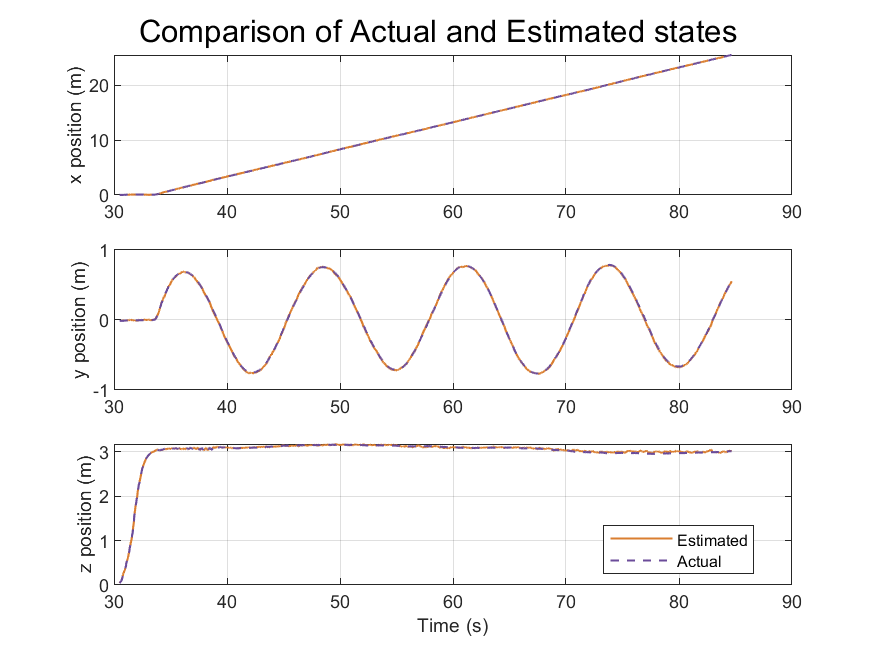 Comparison of Actual and Estimated states
x position (m)
20
10
0
30 40 50 60 70 80 90
y position (m)
1
0
-1
30 40 50 60 70 80 90
z position (m)
3
2
1
0
30 40 50 60 70 80 90
Estimated
Actual
Time (s)